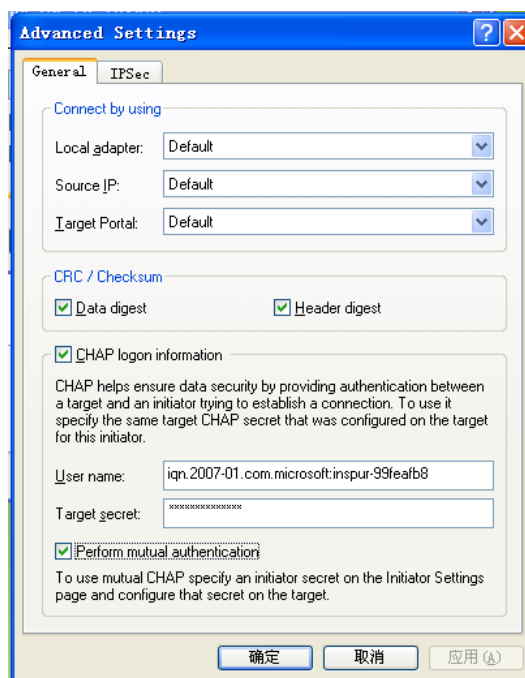 Advanced Settings
General IPSec
Connect by using
Local adapter: Default
Source IP: Default
Target Portal: Default
CRC / Checksum
Data digest Header digest
CHAP logon information
CHAP helps ensure data security by providing authentication between
a target and an initiator trying to establish a connection. To use it
specify the same target CHAP secret that was configured on the target
for this initiator.
User name: iqn.2007-01.com.microsoft:inspur-99feafb8
Target secret: **************
Perform mutual authentication
To use mutual CHAP specify an initiator secret on the Initiator Settings
page and configure that secret on the target.
确定 取消 应用(A)